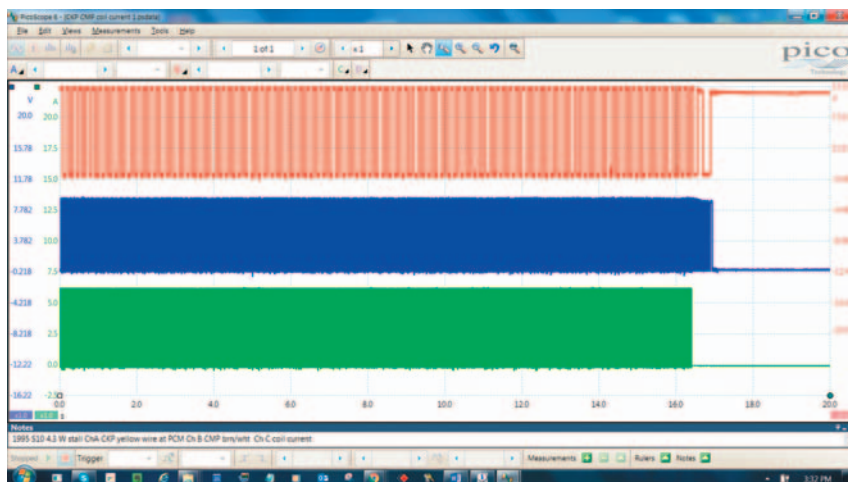 PicoScope 6 - [CKP CMP coil current 1.psdata]
File Edit Views Measurements Tools Help
1 of 1
x1
pico
Technology
A
C
V A
20.0 20.0
15.78 17.5
11.78 15.0
7.782 12.5
3.782 10.0
-0.218 7.5
-4.218 5.0
-8.218 2.5
-12.22 0.0
-16.22 -2.5
0.0 2.0 4.0 6.0 8.0 10.0 12.0 14.0 16.0 18.0 20.0
x1.0 x1.0 s
Notes
1995 S10 4.3 W stall ChA CKP yellow wire at PCM Ch B CMP brn/wht Ch C coil current
Stopped Trigger Measurements Rulers Notes
3:32 PM